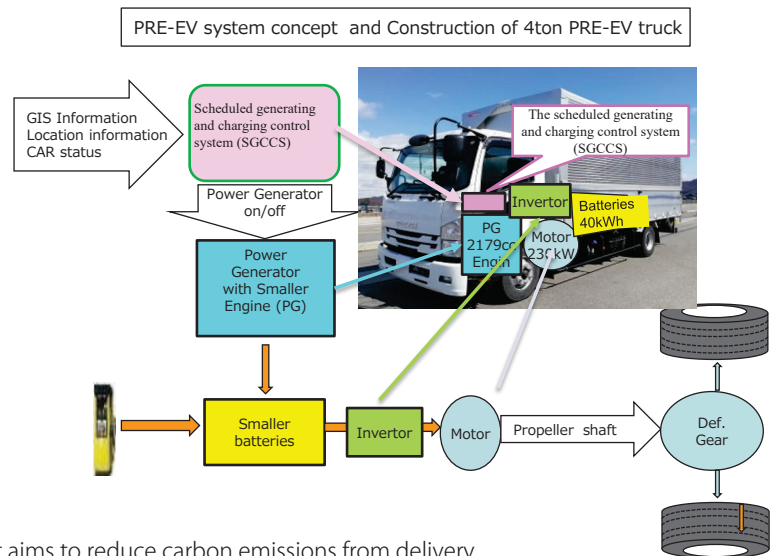 PRE-EV system concept and Construction of 4ton PRE-EV truck
GIS Information
Location information
CAR status
Scheduled generating
and charging control
system (SGCCS)
The scheduled generating
and charging control system
(SGCCS)
Power Generator
on/off
Power
Generator
with Smaller
Engine (PG)
Invertor
Batteries
40kWh
PG
2179cc
Engin
Motor
230kW
Smaller
batteries
Invertor
Motor
Propeller shaft
Def.
Gear
aims to reduce carbon emissions from delivery